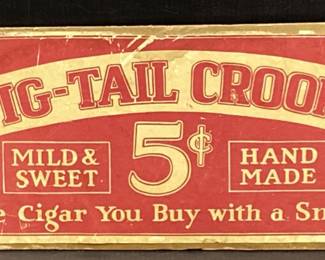 IG-TAIL CROO
MILD &
SWEET
5¢
HAND
MADE
e Cigar You Buy with a Sm